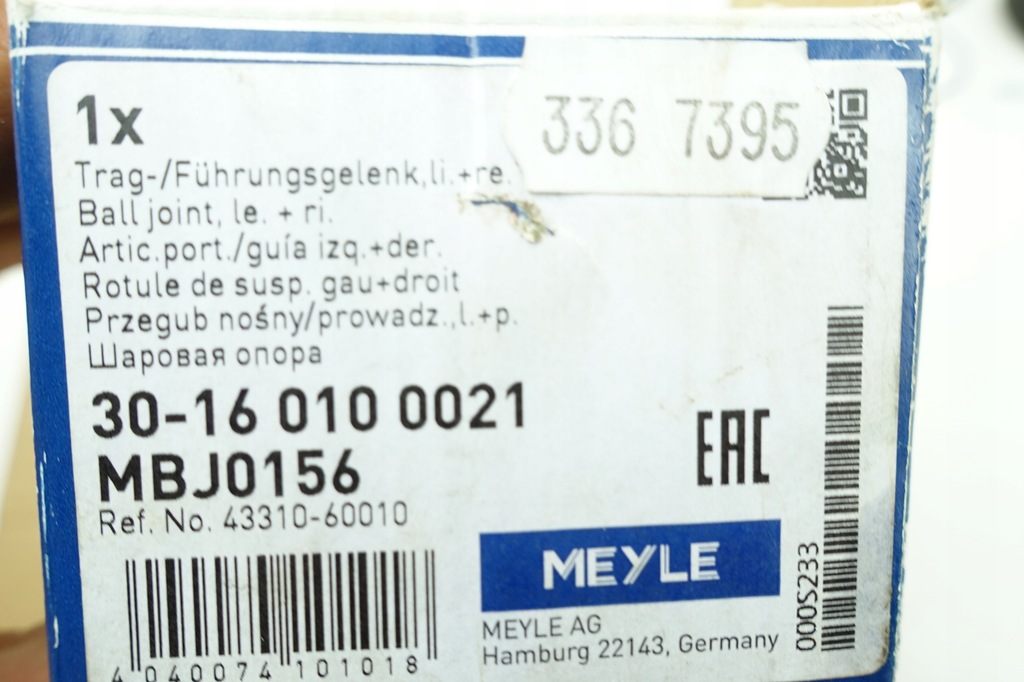 336 7395
1x
Trag-/Führungsgelenk,li.+re.
Ball joint, le. + ri.
Artic.port./guía izq.+der.
Rotule de susp. gau+droit
Przegub nośny/prowadz.,l.+p.
Шаровая опора
30-16 010 0021
MBJ0156
Ref. No. 43310-60010
EAC
MEYLE
MEYLE AG
Hamburg 22143, Germany
000S233
4 040074 101018